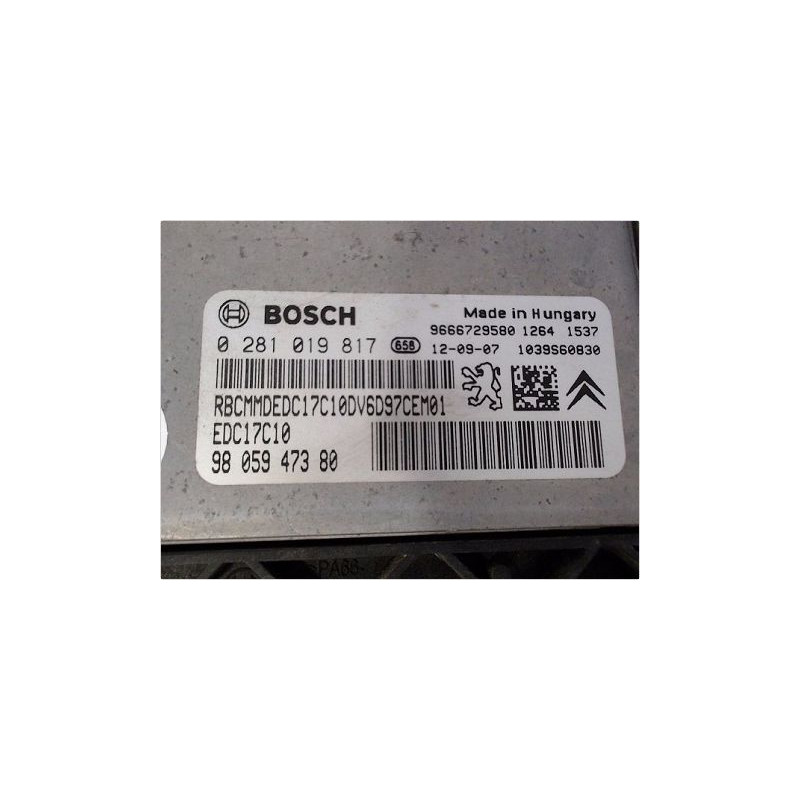 BOSCH Made in Hungary
9666729580 1264 1537
0 281 019 817 658 12-09-07 1039S60830
RBCMMDEDC17C10DV6D97CEM01
EDC17C10
98 059 473 80
PA66-